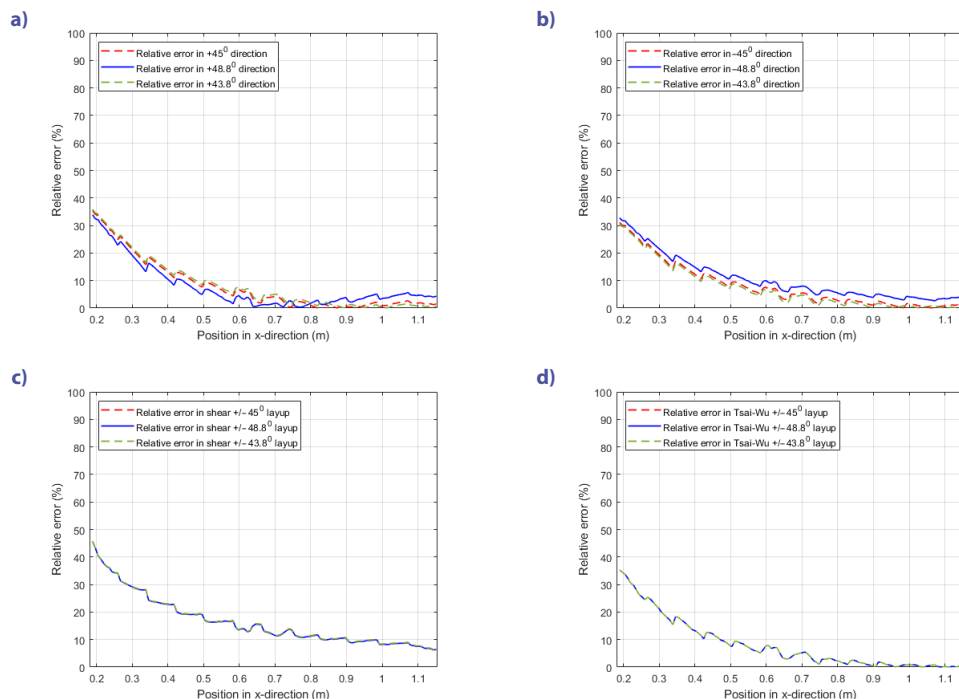 a)
100
90
80
70
60
50
40
30
20
10
0
Relative error (%)
Relative error in +45⁰ direction
Relative error in +48.8⁰ direction
Relative error in +43.8⁰ direction
0.2 0.3 0.4 0.5 0.6 0.7 0.8 0.9 1 1.1
Position in x-direction (m)
b)
100
90
80
70
60
50
40
30
20
10
0
Relative error (%)
Relative error in −45⁰ direction
Relative error in −48.8⁰ direction
Relative error in −43.8⁰ direction
0.2 0.3 0.4 0.5 0.6 0.7 0.8 0.9 1 1.1
Position in x-direction (m)
c)
100
90
80
70
60
50
40
30
20
10
0
Relative error (%)
Relative error in shear +/− 45⁰ layup
Relative error in shear +/− 48.8⁰ layup
Relative error in shear +/− 43.8⁰ layup
0.2 0.3 0.4 0.5 0.6 0.7 0.8 0.9 1 1.1
Position in x-direction (m)
d)
100
90
80
70
60
50
40
30
20
10
0
Relative error (%)
Relative error in Tsai-Wu +/− 45⁰ layup
Relative error in Tsai-Wu +/− 48.8⁰ layup
Relative error in Tsai-Wu +/− 43.8⁰ layup
0.2 0.3 0.4 0.5 0.6 0.7 0.8 0.9 1 1.1
Position in x-direction (m)